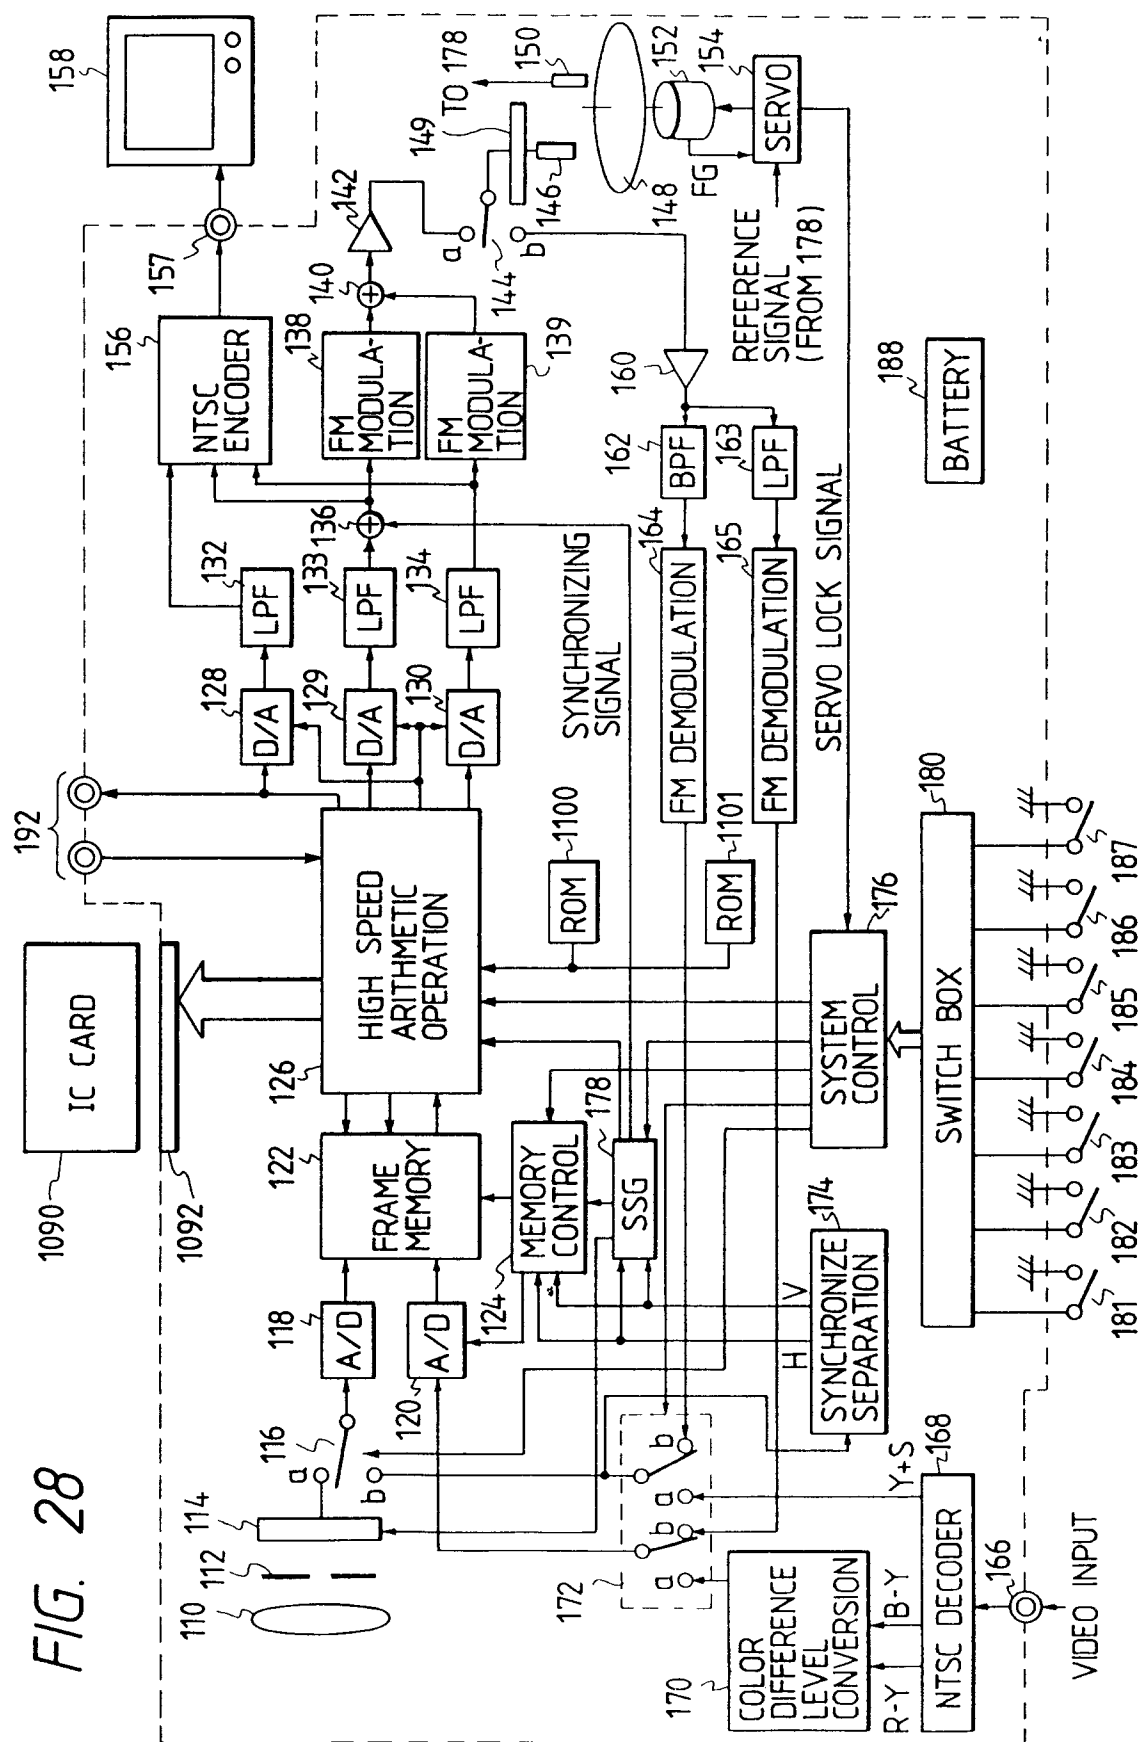 FIG. 28
158
157
156
NTSC
ENCODER
142
140
138
FM
MODULA-
TION
139
FM
MODULA-
TION
136
132
LPF
133
LPF
134
LPF
128
D/A
129
D/A
130
D/A
192
IC CARD
1090
1092
126
HIGH SPEED
ARITHMETIC
OPERATION
122
FRAME
MEMORY
118
A/D
120
A/D
116
a
b
114
112
110
TO 178
150
149
146
144
a
b
148
152
FG
154
SERVO
REFERENCE
SIGNAL
(FROM 178)
160
162
BPF
163
LPF
164
FM DEMODULATION
165
FM DEMODULATION
SYNCHRONIZING
SIGNAL
SERVO LOCK SIGNAL
188
BATTERY
1100
ROM
1101
ROM
124
MEMORY
CONTROL
178
SSG
176
SYSTEM
CONTROL
174
SYNCHRONIZE
SEPARATION
H
V
172
a
b
a
b
170
COLOR
DIFFERENCE
LEVEL
CONVERSION
R-Y
B-Y
Y+S
168
NTSC DECODER
166
VIDEO INPUT
180
SWITCH BOX
181
182
183
184
185
186
187